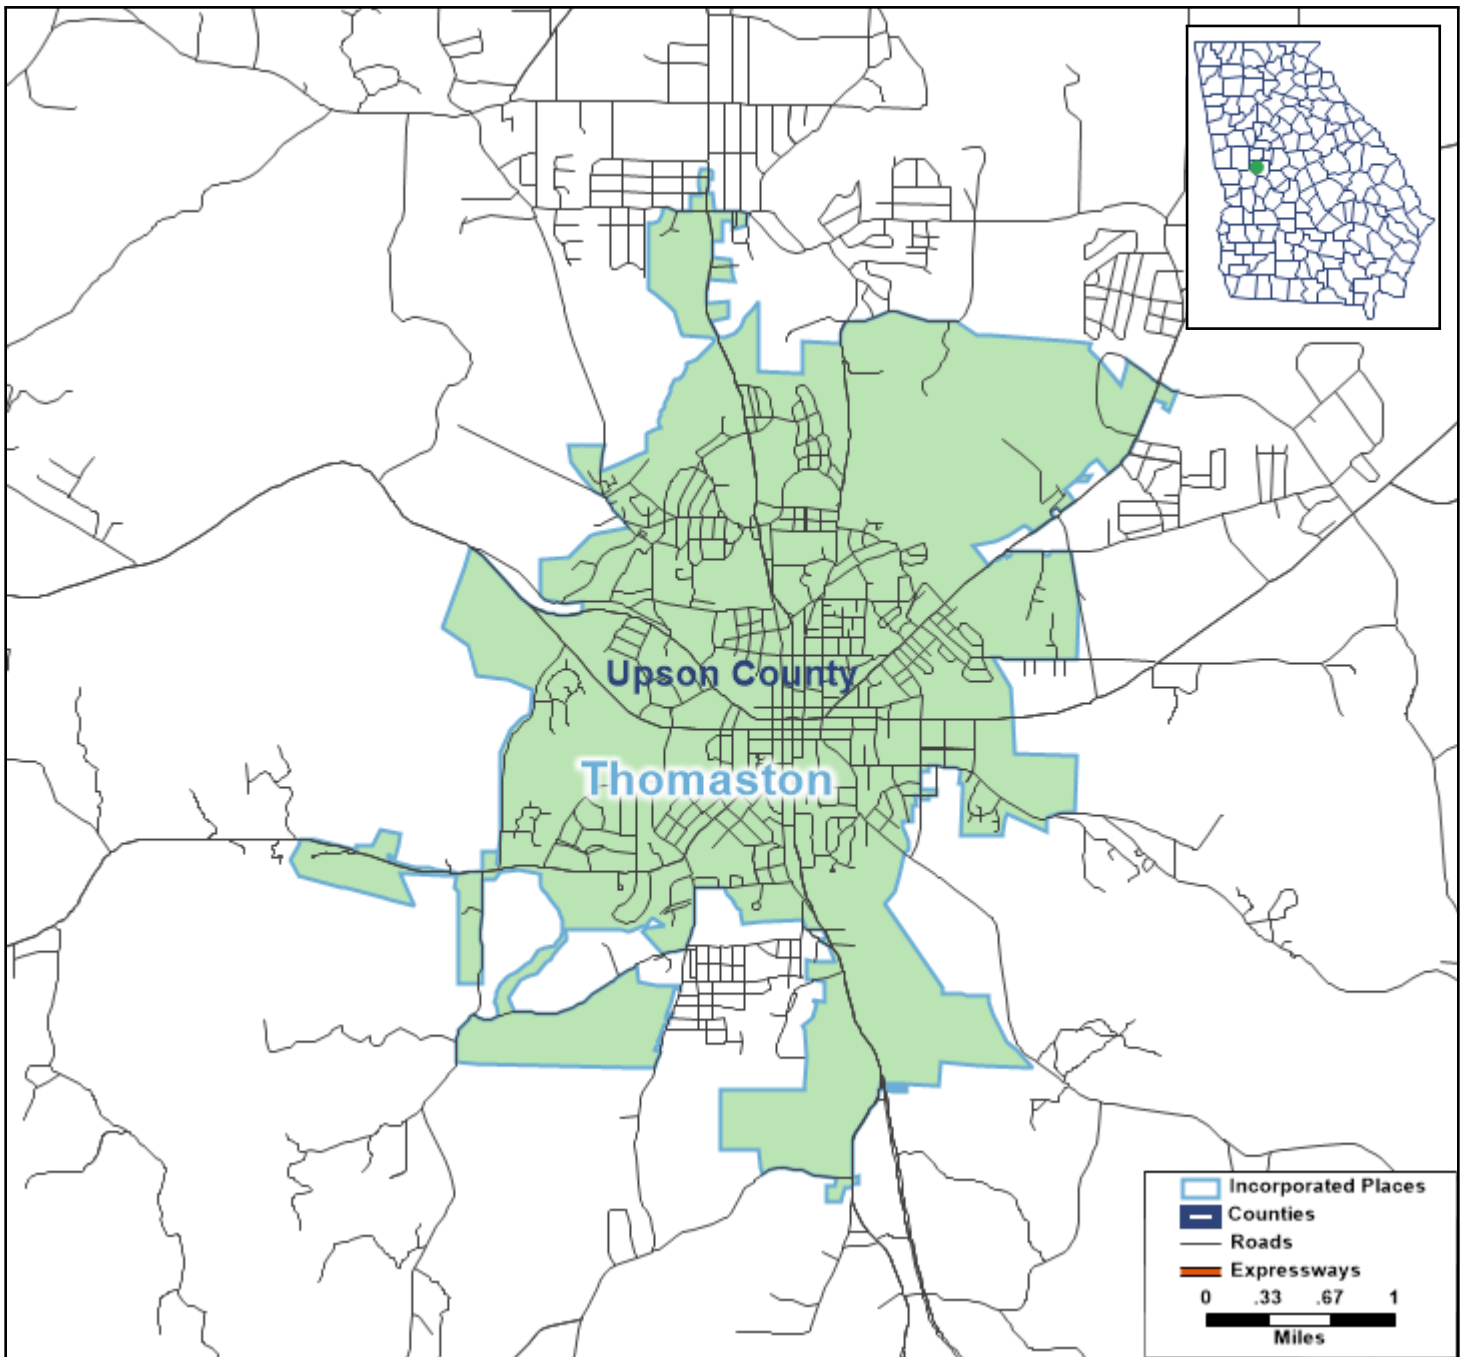 Upson County
Thomaston
Incorporated Places
Counties
Roads
Expressways
0 .33 .67 1
Miles